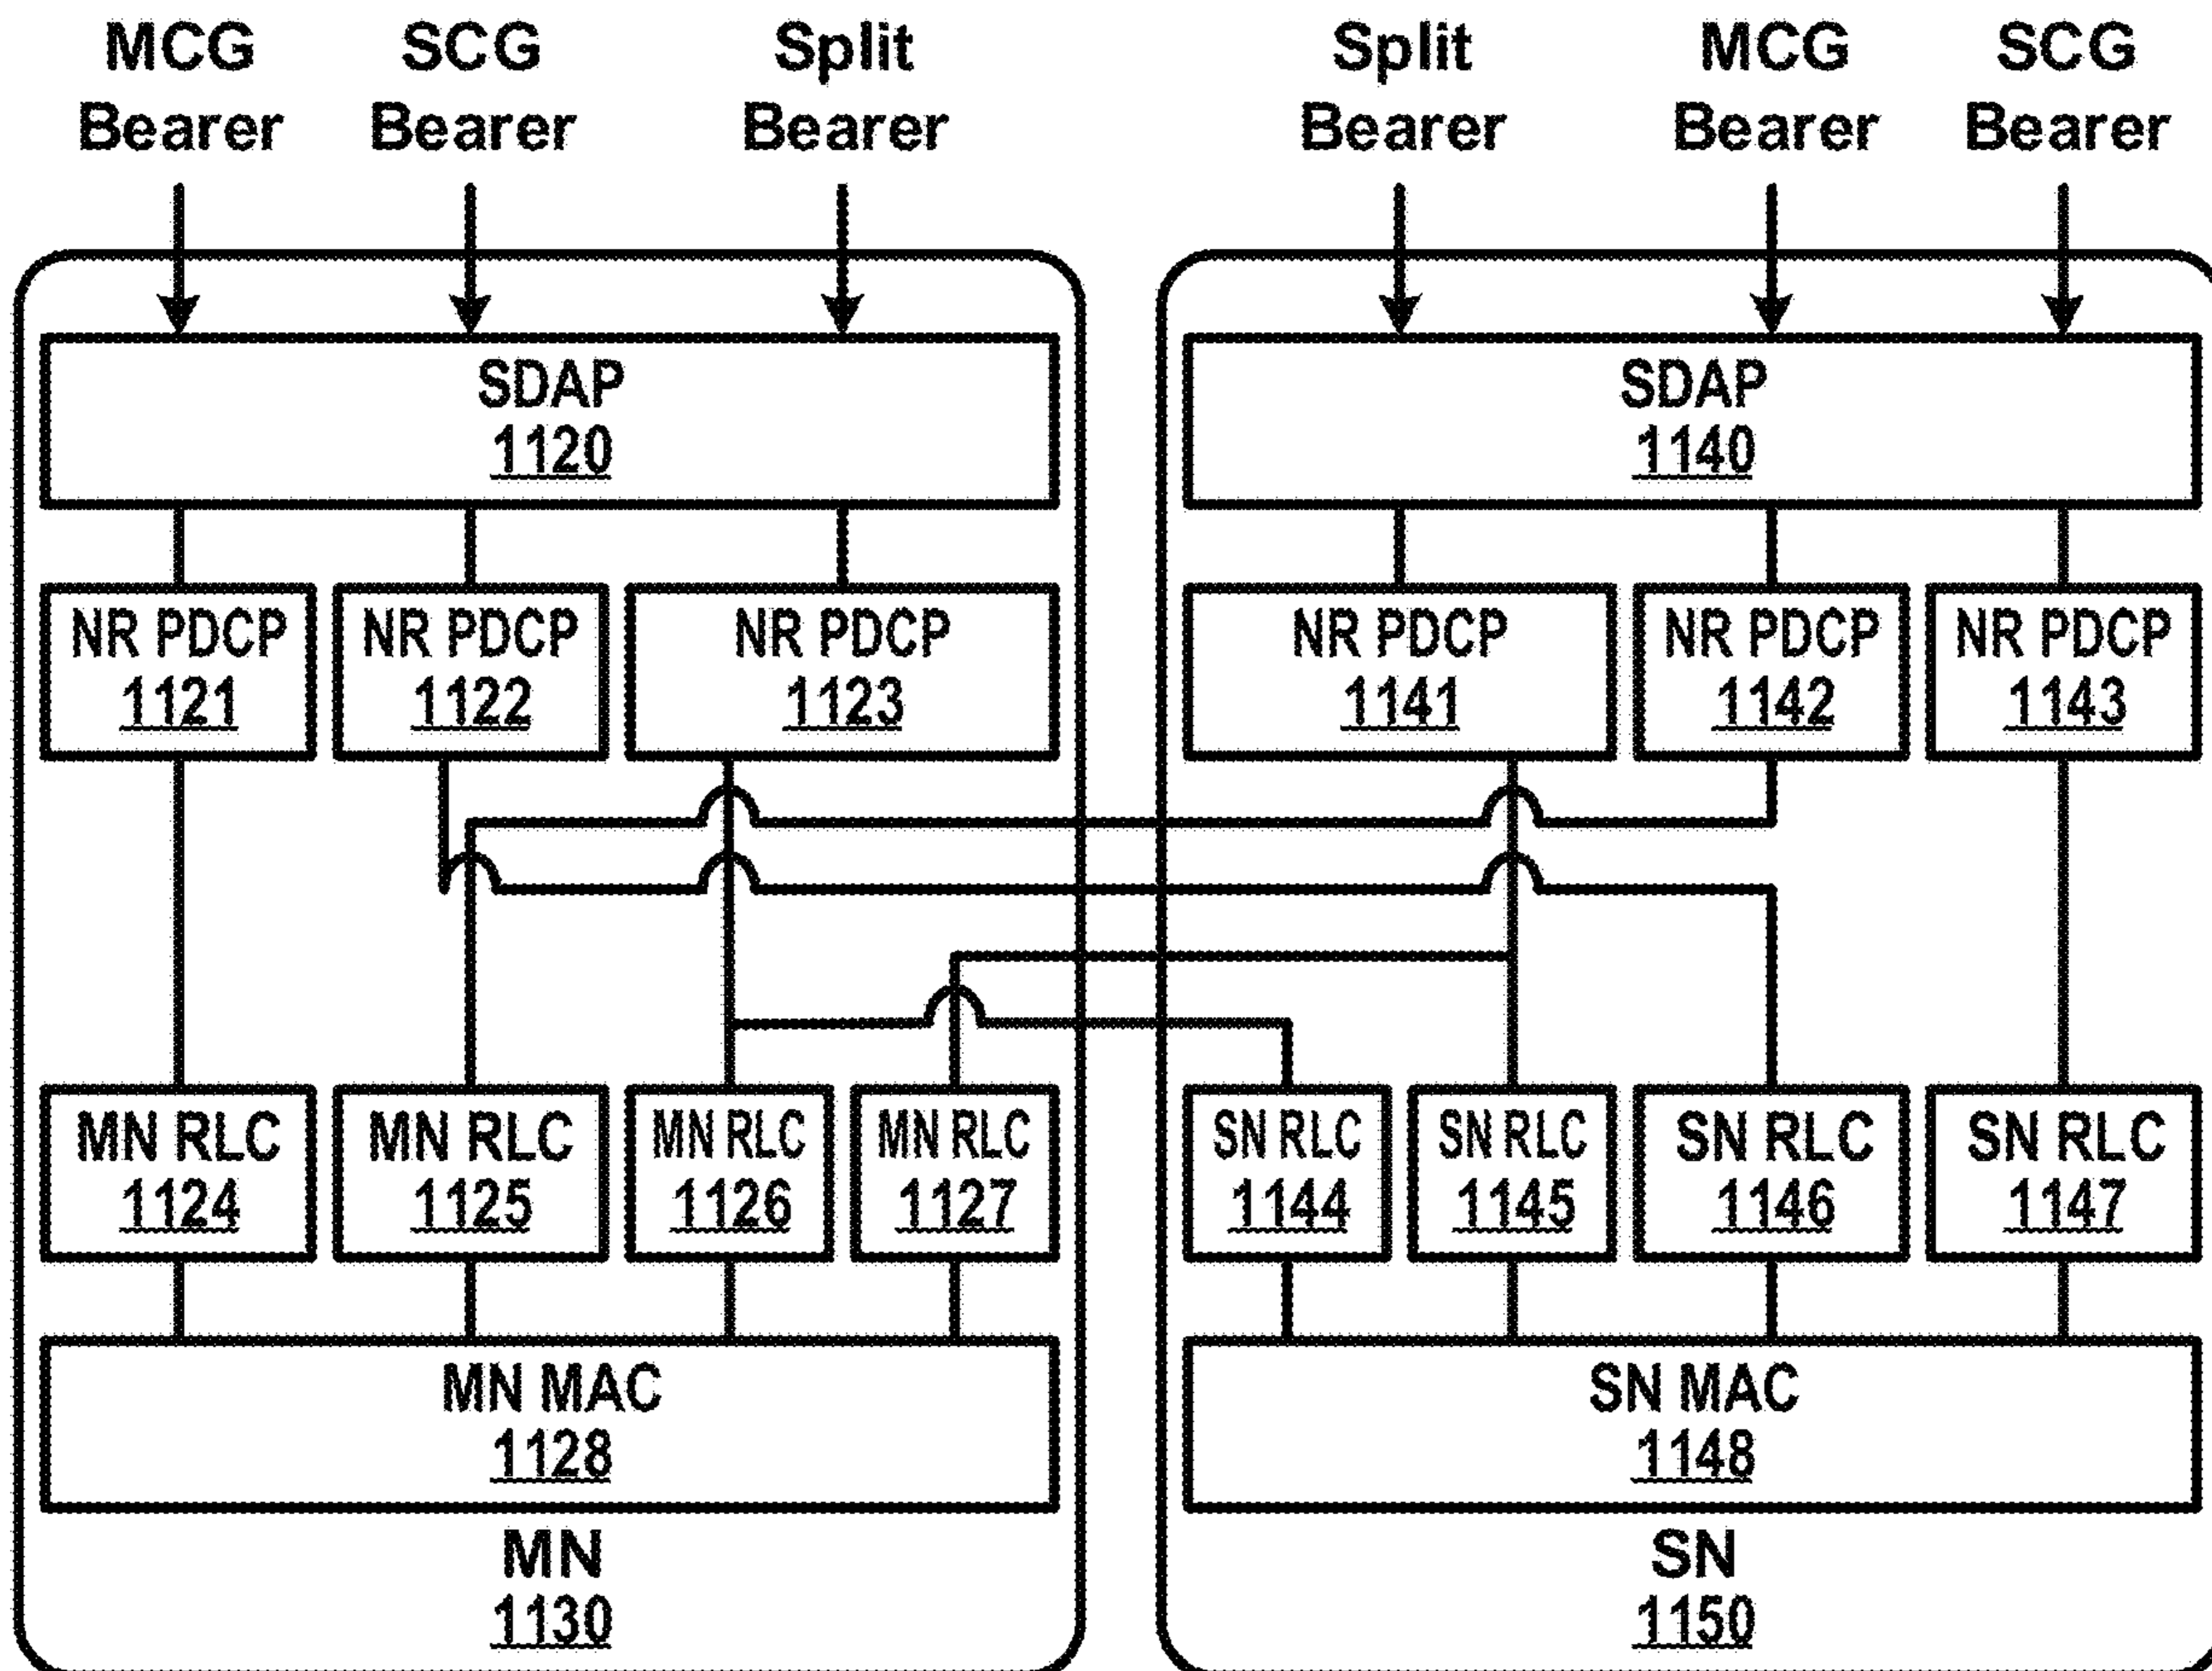 MCG Bearer
SCG Bearer
Split Bearer
Split Bearer
MCG Bearer
SCG Bearer
SDAP
1120
SDAP
1140
NR PDCP
1121
NR PDCP
1122
NR PDCP
1123
NR PDCP
1141
NR PDCP
1142
NR PDCP
1143
MN RLC
1124
MN RLC
1125
MN RLC
1126
MN RLC
1127
SN RLC
1144
SN RLC
1145
SN RLC
1146
SN RLC
1147
MN MAC
1128
SN MAC
1148
MN
1130
SN
1150